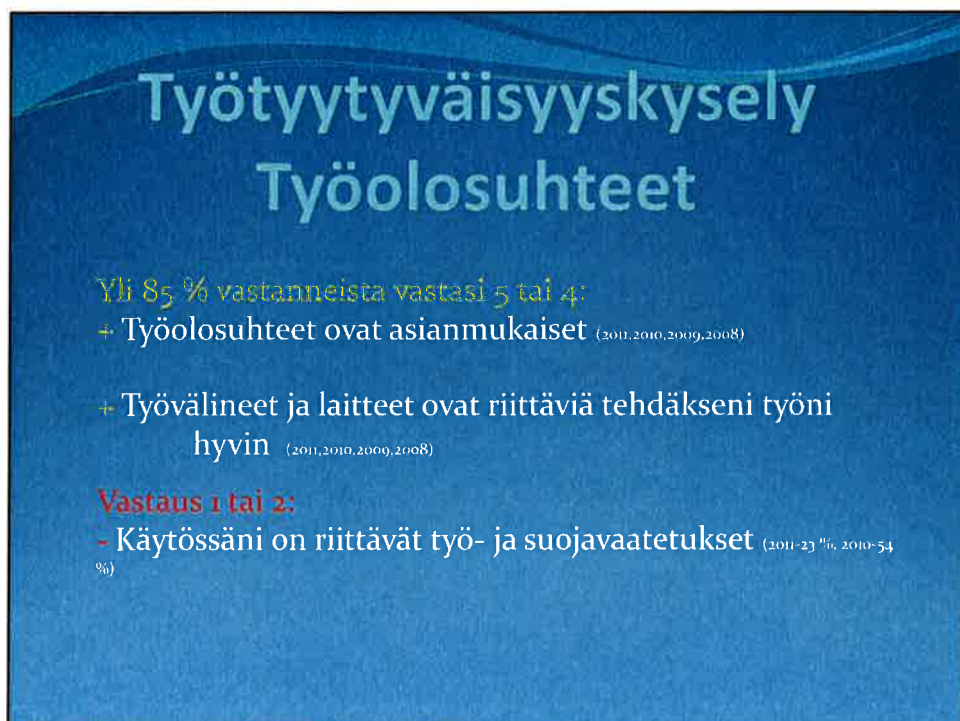 Työtyytyväisyyskysely
Työolosuhteet
Yli 85 % vastanneista vastasi 5 tai 4:
+ Työolosuhteet ovat asianmukaiset (2011,2010,2009,2008)
+ Työvälineet ja laitteet ovat riittäviä tehdäkseni työni
hyvin (2011,2010,2009,2008)
Vastaus 1 tai 2:
- Käytössäni on riittävät työ- ja suojavaatetukset (2011-23 %, 2010-54
%)